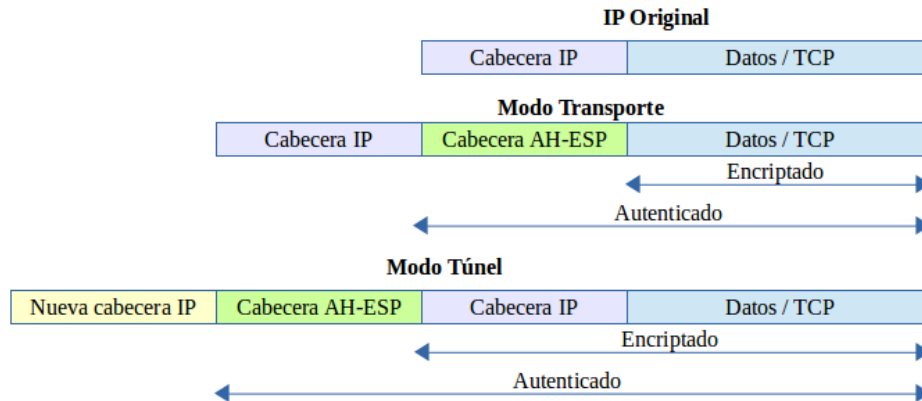 IP Original
Cabecera IP Datos / TCP
Modo Transporte
Cabecera IP Cabecera AH-ESP Datos / TCP
Encriptado
Autenticado
Modo Túnel
Nueva cabecera IP Cabecera AH-ESP Cabecera IP Datos / TCP
Encriptado
Autenticado